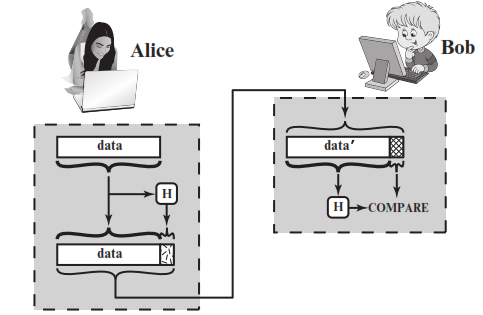 Alice
Bob
data
H
data
data′
H
COMPARE